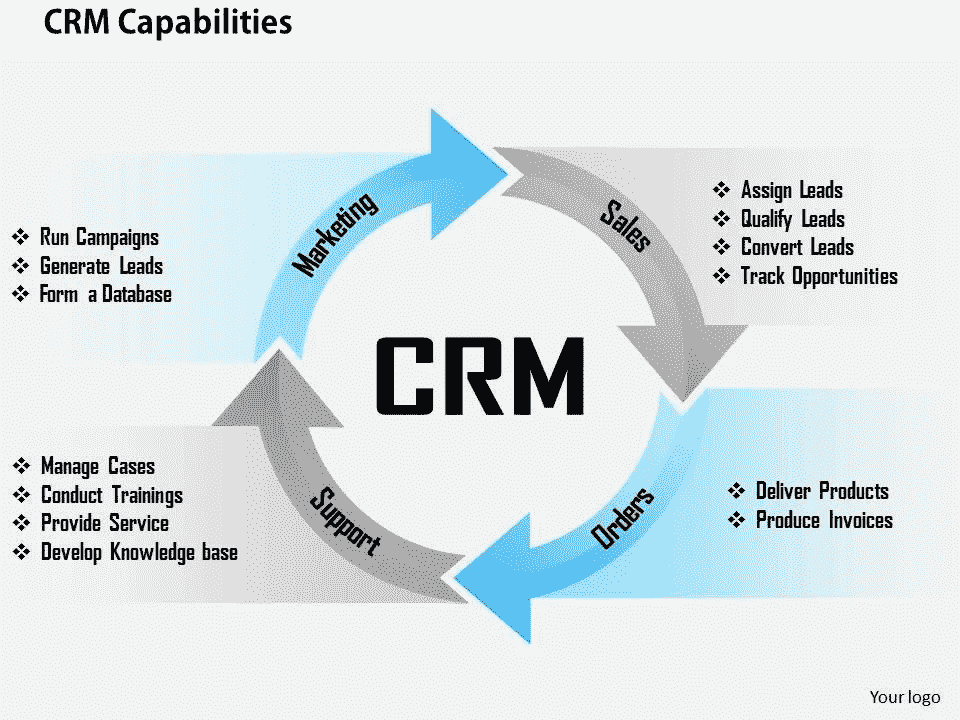 CRM Capabilities
Marketing
❖ Run Campaigns
❖ Generate Leads
❖ Form a Database
Sales
❖ Assign Leads
❖ Qualify Leads
❖ Convert Leads
❖ Track Opportunities
CRM
Support
❖ Manage Cases
❖ Conduct Trainings
❖ Provide Service
❖ Develop Knowledge base
Orders
❖ Deliver Products
❖ Produce Invoices
Your logo